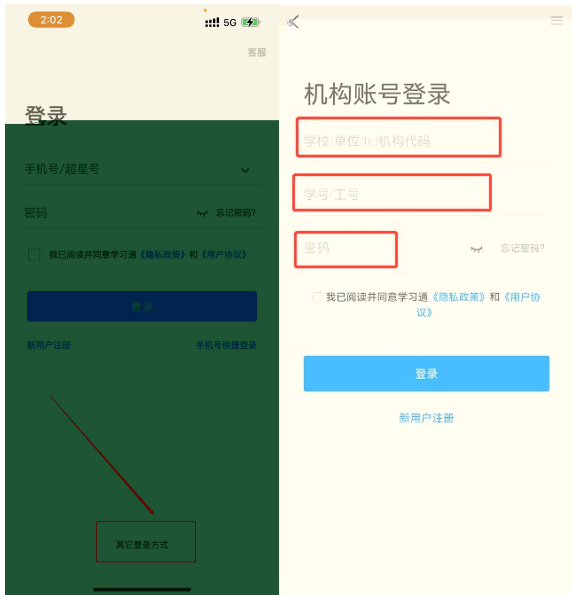 2:02
5G
客服
登录
手机号/超星号
密码
忘记密码?
我已阅读并同意学习通《隐私政策》和《用户协议》
登录
新用户注册
手机号快捷登录
其它登录方式
机构账号登录
学校/单位/fid机构代码
学号/工号
密码
忘记密码?
我已阅读并同意学习通《隐私政策》和《用户协
议》
登录
新用户注册